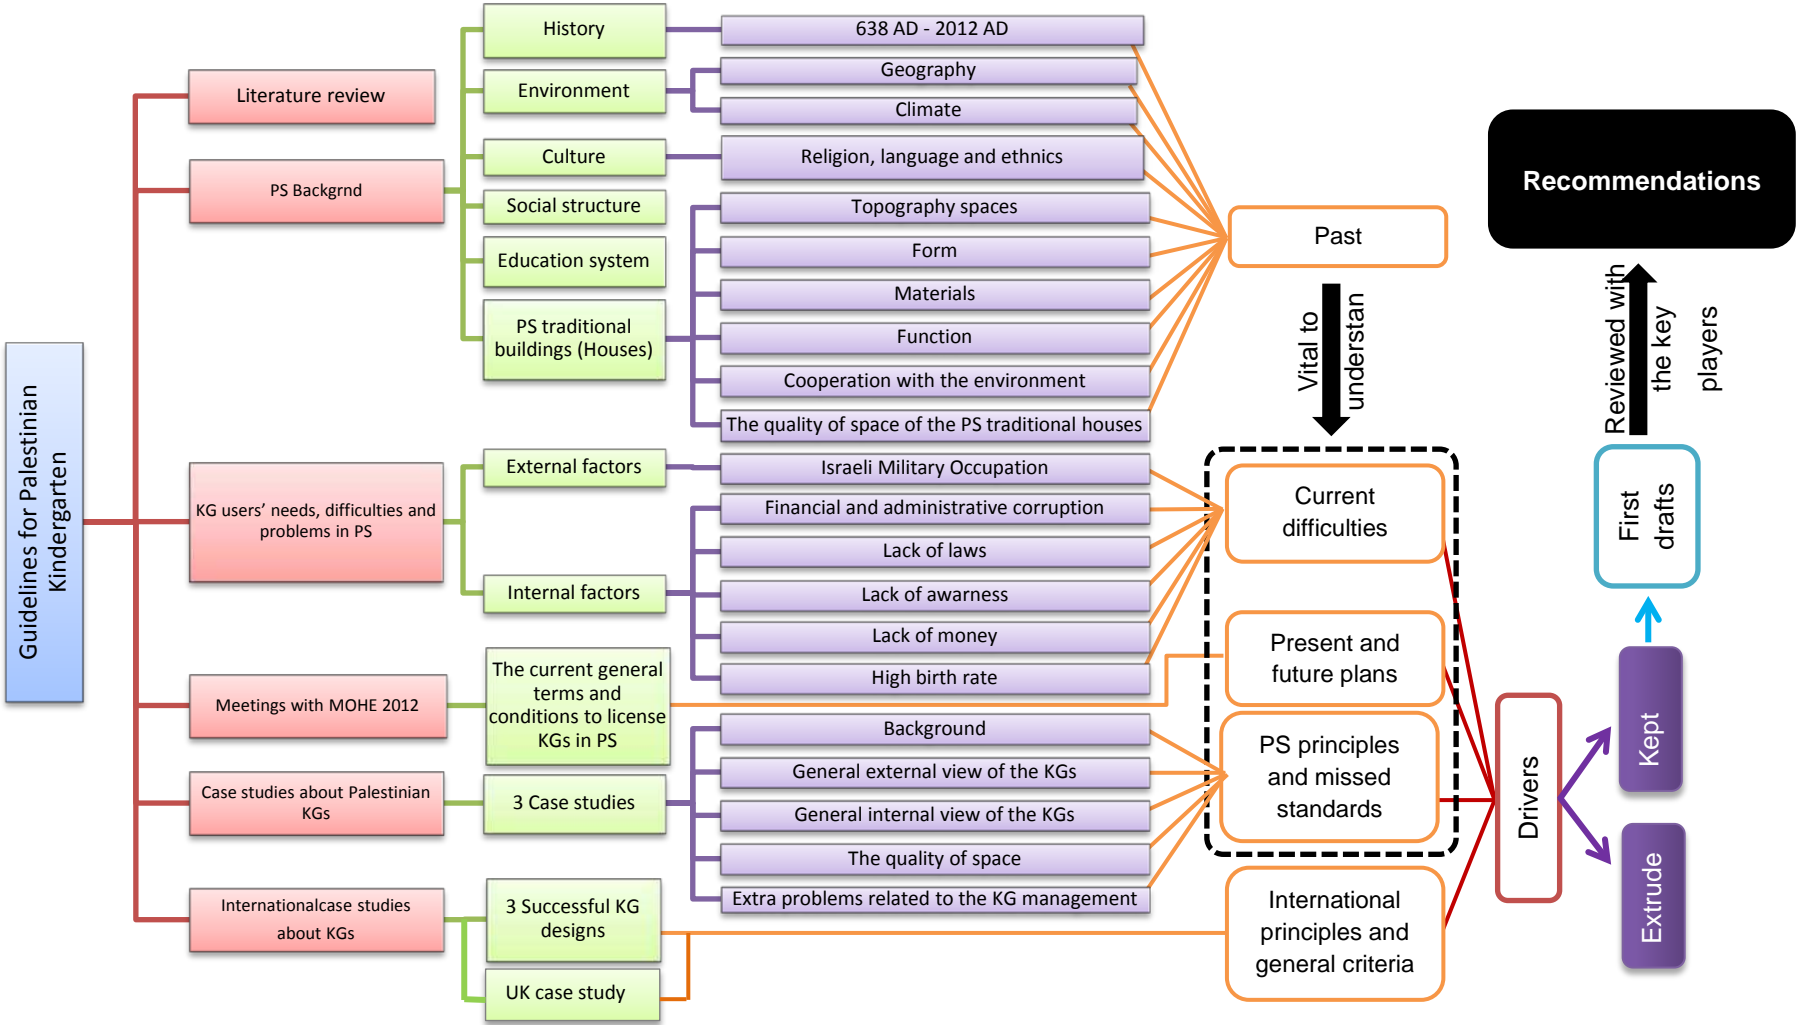 Guidelines for Palestinian
Kindergarten
Literature review
PS Backgrnd
KG users’ needs, difficulties and
problems in PS
Meetings with MOHE 2012
Case studies about Palestinian
KGs
Internationalcase studies
about KGs
History
Environment
Culture
Social structure
Education system
PS traditional
buildings (Houses)
External factors
Internal factors
The current general
terms and
conditions to license
KGs in PS
3 Case studies
3 Successful KG
designs
UK case study
638 AD - 2012 AD
Geography
Climate
Religion, language and ethnics
Topography spaces
Form
Materials
Function
Cooperation with the environment
The quality of space of the PS traditional houses
Israeli Military Occupation
Financial and administrative corruption
Lack of laws
Lack of awarness
Lack of money
High birth rate
Background
General external view of the KGs
General internal view of the KGs
The quality of space
Extra problems related to the KG management
Past
Vital to
understan
Current
difficulties
Present and
future plans
PS principles
and missed
standards
International
principles and
general criteria
Drivers
Kept
Extrude
First
drafts
Reviewed with
the key
players
Recommendations